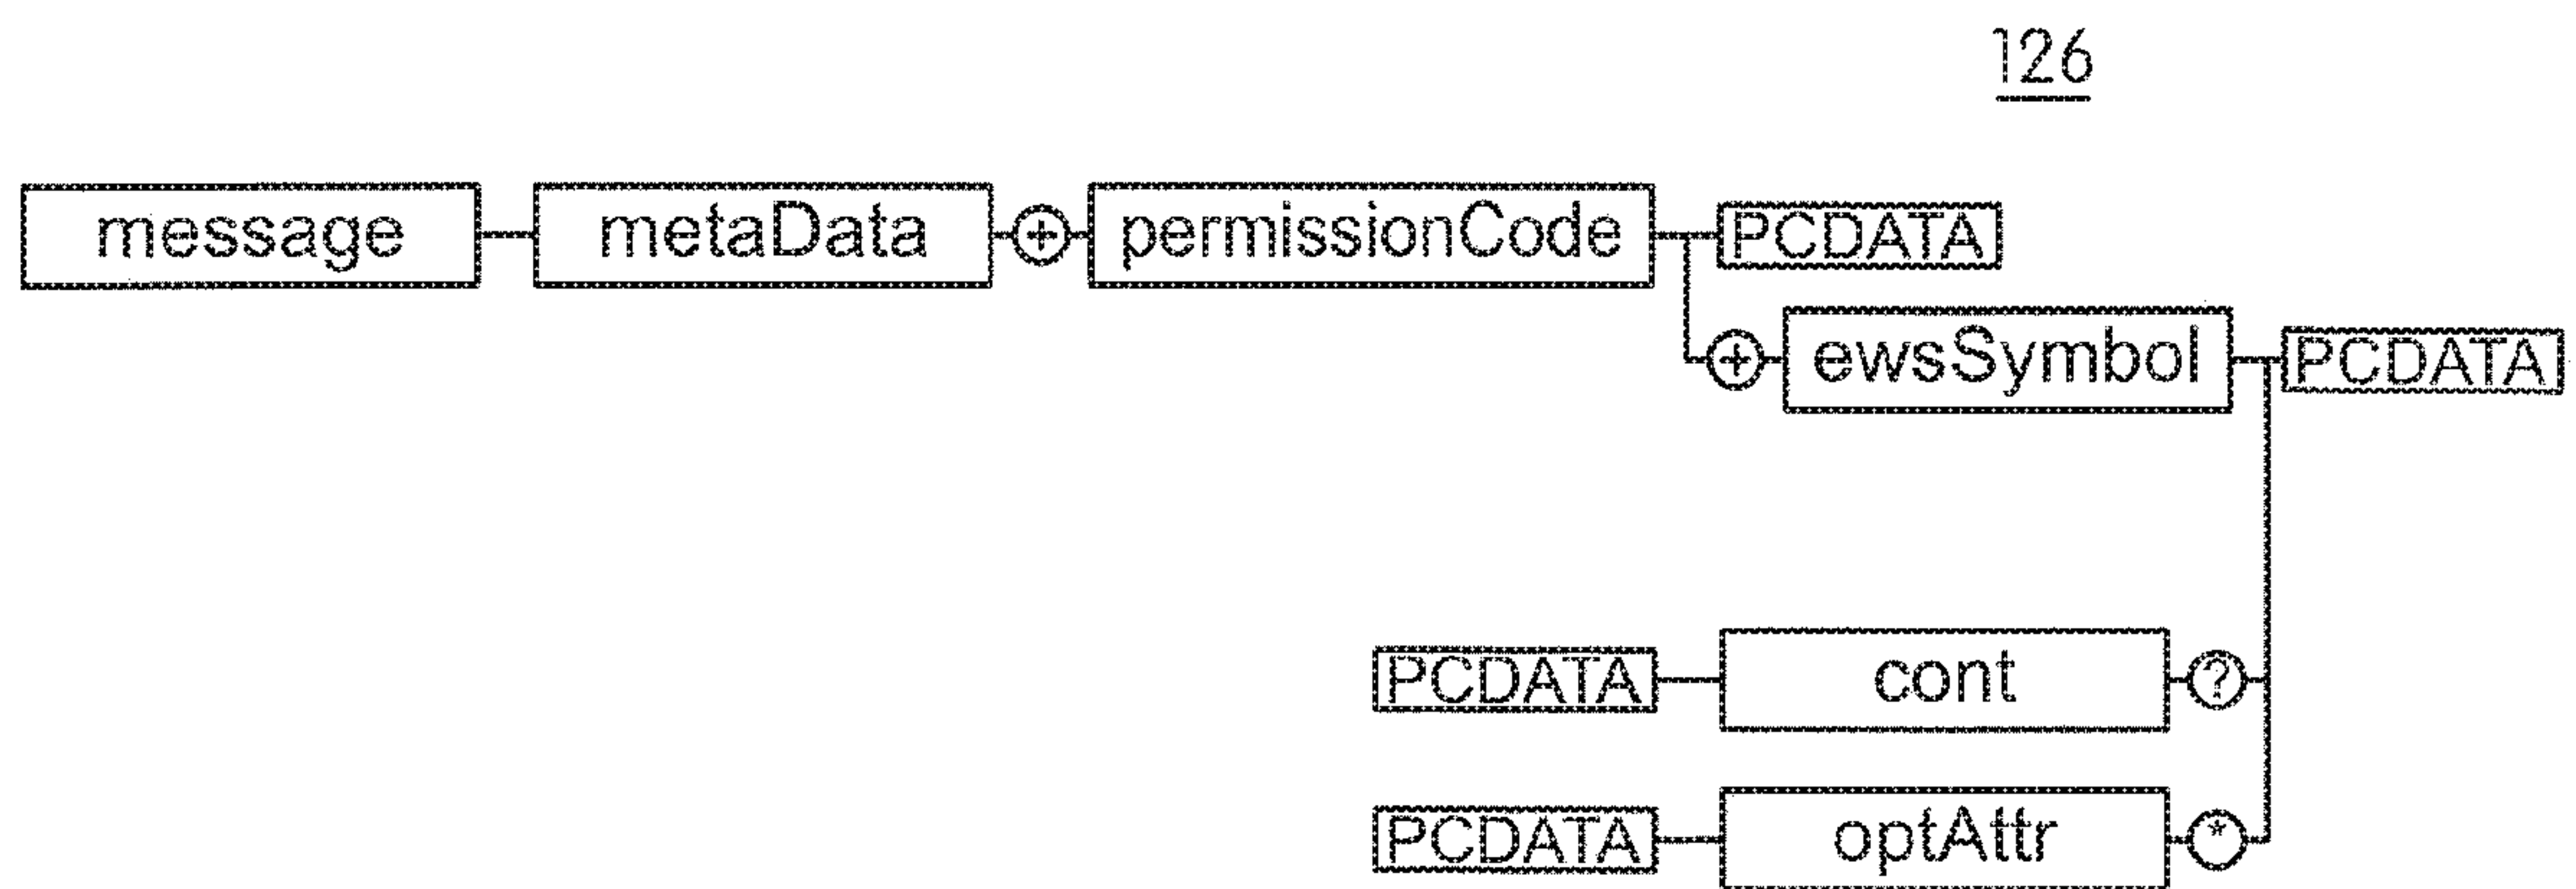 126
message metaData + permissionCode PCDATA
+ ewsSymbol PCDATA
PCDATA cont ?
PCDATA optAttr *